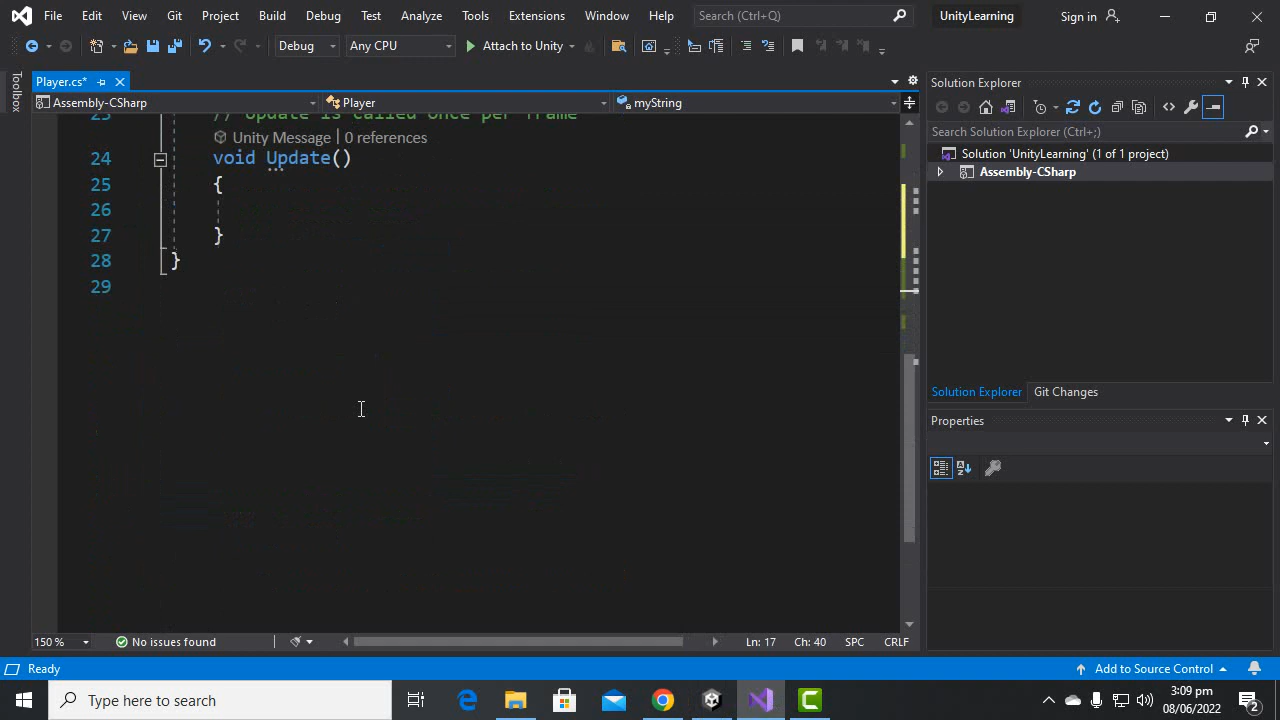 File Edit View Git Project Build Debug Test Analyze Tools Extensions Window Help Search (Ctrl+Q) UnityLearning Sign in
Debug Any CPU Attach to Unity
Toolbox
Player.cs*
Assembly-CSharp Player myString
23 // Update is called once per frame
Unity Message | 0 references
24 void Update()
25 {
26
27 }
28 }
29
150 % No issues found Ln: 17 Ch: 40 SPC CRLF
Solution Explorer
Search Solution Explorer (Ctrl+;)
Solution 'UnityLearning' (1 of 1 project)
Assembly-CSharp
Solution Explorer Git Changes
Properties
Ready Add to Source Control
Type here to search
3:09 pm
08/06/2022
2